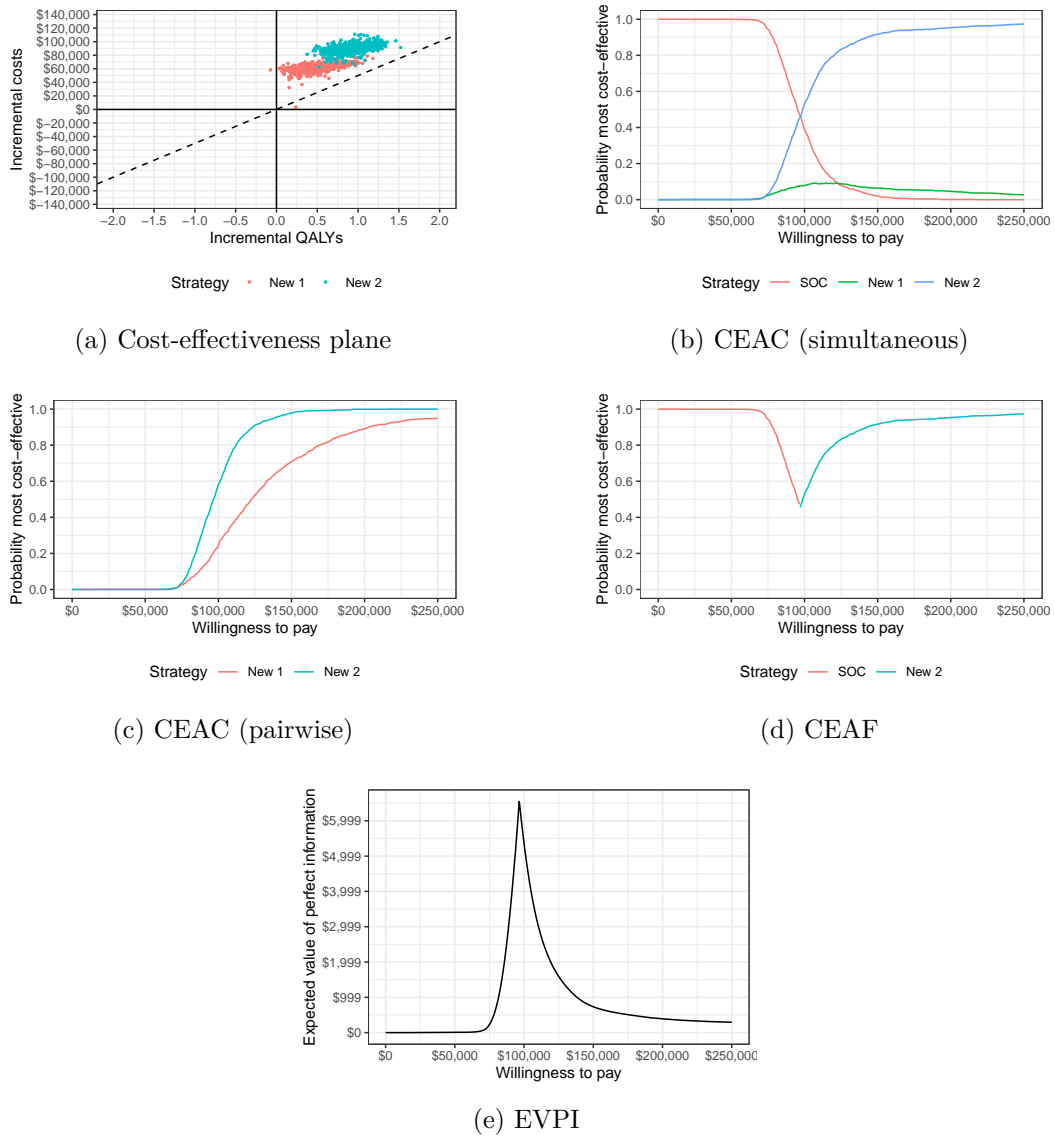 Incremental costs
$140,000
$120,000
$100,000
$80,000
$60,000
$40,000
$20,000
$0
$−20,000
$−40,000
$−60,000
$−80,000
$−100,000
$−120,000
$−140,000
−2.0 −1.5 −1.0 −0.5 0.0 0.5 1.0 1.5 2.0
Incremental QALYs
Strategy New 1 New 2
(a) Cost-effectiveness plane
Probability most cost−effective
1.0
0.8
0.6
0.4
0.2
0.0
$0 $50,000 $100,000 $150,000 $200,000 $250,000
Willingness to pay
Strategy SOC New 1 New 2
(b) CEAC (simultaneous)
Probability most cost−effective
1.0
0.8
0.6
0.4
0.2
0.0
$0 $50,000 $100,000 $150,000 $200,000 $250,000
Willingness to pay
Strategy New 1 New 2
(c) CEAC (pairwise)
Probability most cost−effective
1.0
0.8
0.6
0.4
0.2
0.0
$0 $50,000 $100,000 $150,000 $200,000 $250,000
Willingness to pay
Strategy SOC New 2
(d) CEAF
Expected value of perfect information
$5,999
$4,999
$3,999
$2,999
$1,999
$999
$0
$0 $50,000 $100,000 $150,000 $200,000 $250,000
Willingness to pay
(e) EVPI